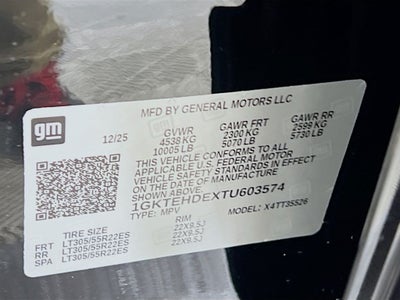 MFD BY GENERAL MOTORS LLC
gm
12/25 GVWR GAWR FRT GAWR RR
4538 KG 2300 KG 2599 KG
10005 LB 5070 LB 5730 LB
THIS VEHICLE CONFORMS TO ALL
APPLICABLE U.S. FEDERAL MOTOR
VEHICLE SAFETY STANDARDS IN EFFECT
ON THE DATE OF MANUFACTURE
SHOWN ABOVE.
1GKTEHDEXTU603574
TYPE: MPV MODEL: X4TT35526
TIRE SIZE RIM
FRT LT305/55R22ES 22X9.5J
RR LT305/55R22ES 22X9.5J
SPA LT305/55R22ES 22X9.5J